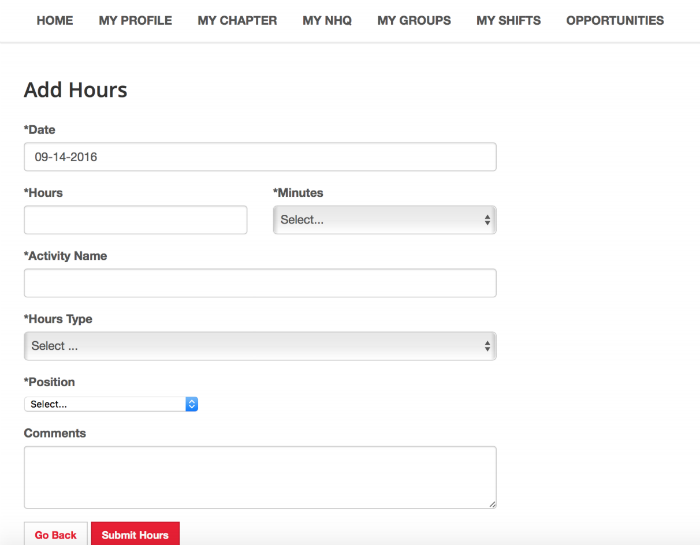 HOME MY PROFILE MY CHAPTER MY NHQ MY GROUPS MY SHIFTS OPPORTUNITIES
Add Hours
*Date
09-14-2016
*Hours *Minutes
Select...
*Activity Name
*Hours Type
Select ...
*Position
Select...
Comments
Go Back Submit Hours